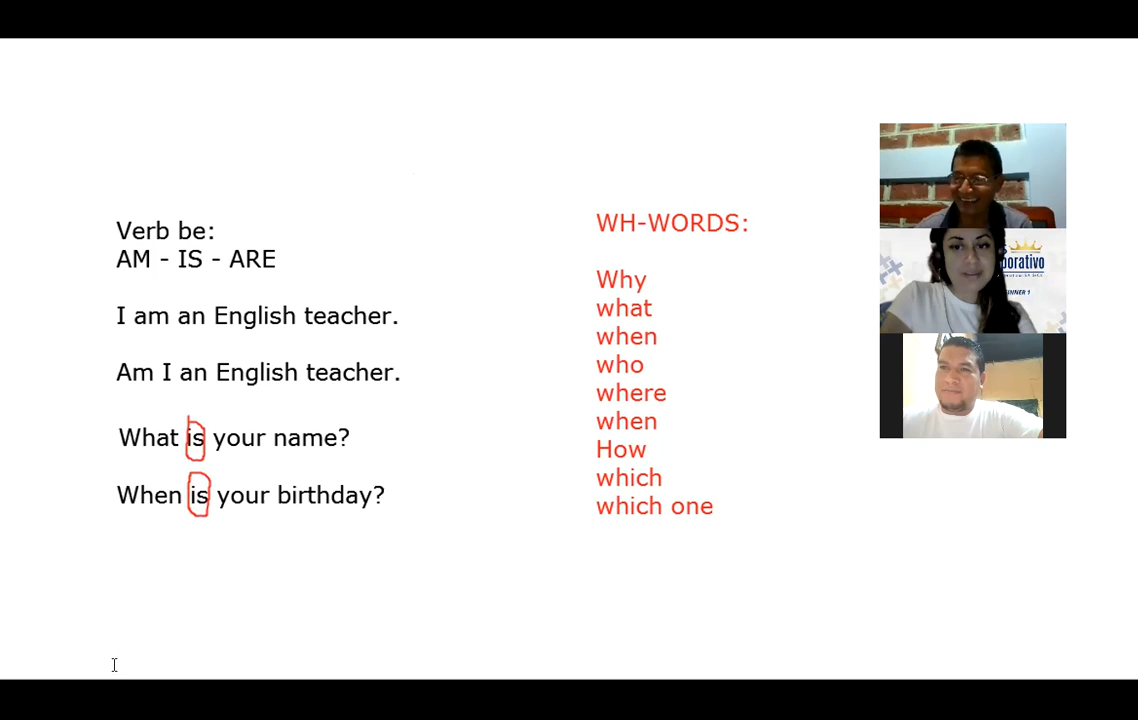 Verb be:
AM - IS - ARE
I am an English teacher.
Am I an English teacher.
What is your name?
When is your birthday?
WH-WORDS:
Why
what
when
who
where
when
How
which
which one